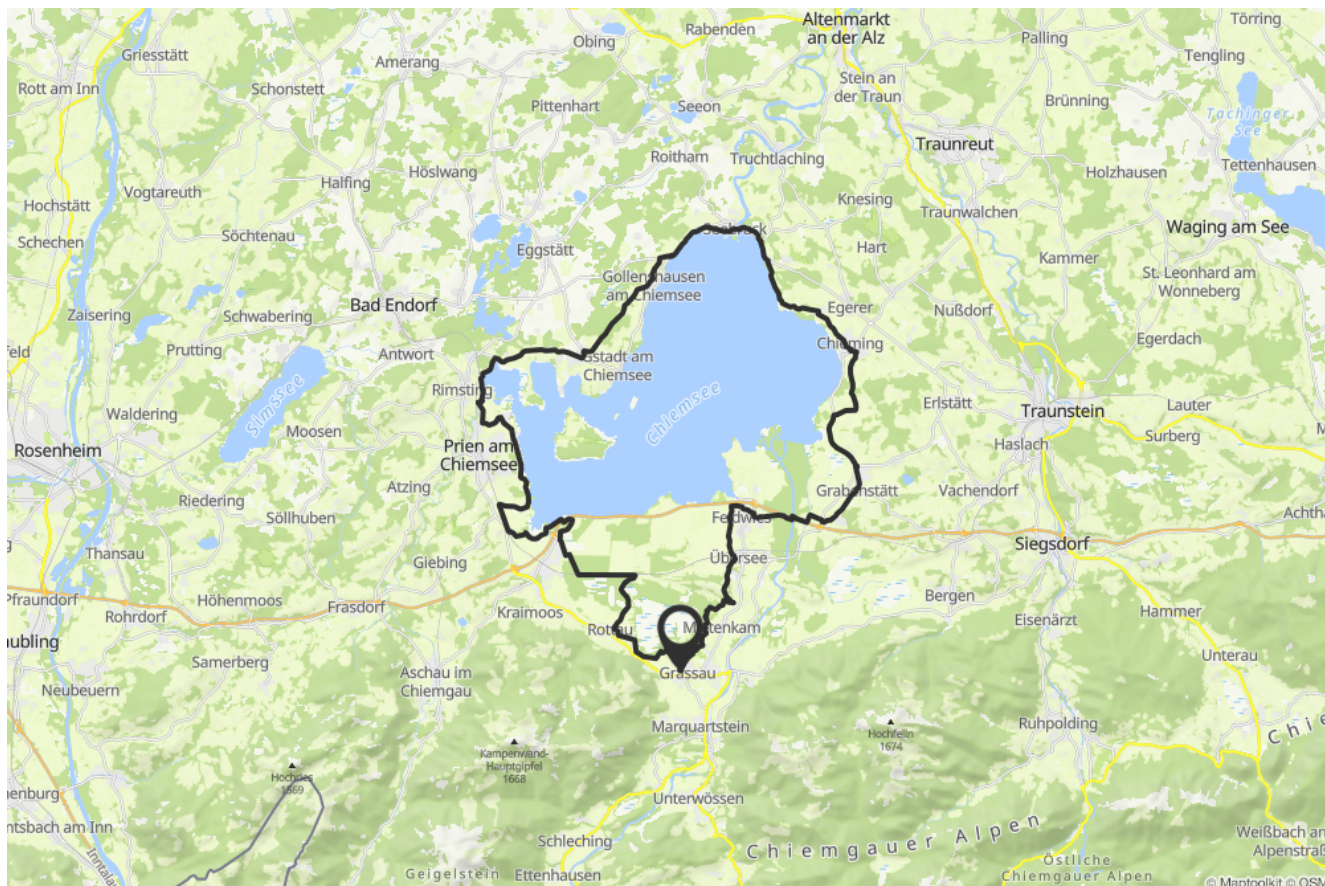 Törring
Altenmarkt
an der Alz
Rabenden
Palling
Obing
Griesstätt
Tengling
Amerang
Rott am Inn
Schonstett
Stein an
der Traun
Brünning
Pittenhart
Seeon
Tachinger
See
Traunreut
Roitham
Truchtlaching
Tettenhausen
Höslwang
Holzhausen
Halfing
Vogtareuth
Knesing
Hochstätt
Traunwalchen
Waging am See
Seebruck
Söchtenau
Schechen
Eggstätt
Hart
Kammer
Gollenshausen
am Chiemsee
St. Leonhard am
Wonneberg
Bad Endorf
Egerer
Nußdorf
Zaisering
Schwabering
Egerdach
Chieming
Prutting
Antwort
Gstadt am
Chiemsee
Rimsting
Simssee
Chiemsee
Erlstätt
Traunstein
Lauter
Waldering
Moosen
Surberg
Haslach
Rosenheim
Prien am
Chiemsee
Atzing
Grabenstätt
Vachendorf
Riedering
Söllhuben
Feldwies
Siegsdorf
Thansau
Übersee
Giebing
Bergen
Pfraundorf
Höhenmoos
Frasdorf
Kraimoos
Hammer
Rohrdorf
Eisenärzt
Rottau
Mietenkam
Samerberg
Unterau
Aschau im
Chiemgau
Grassau
Neubeuern
Marquartstein
Ruhpolding
Hochfelln
1674
Kampenwand-
Hauptgipfel
1668
Hochries
1569
Unterwössen
Chiemgauer Alpen
Schleching
Weißbach an
Alpenstraß
Östliche
Chiemgauer Alpen
Geigelstein
Ettenhausen
© Maptoolkit © OSM